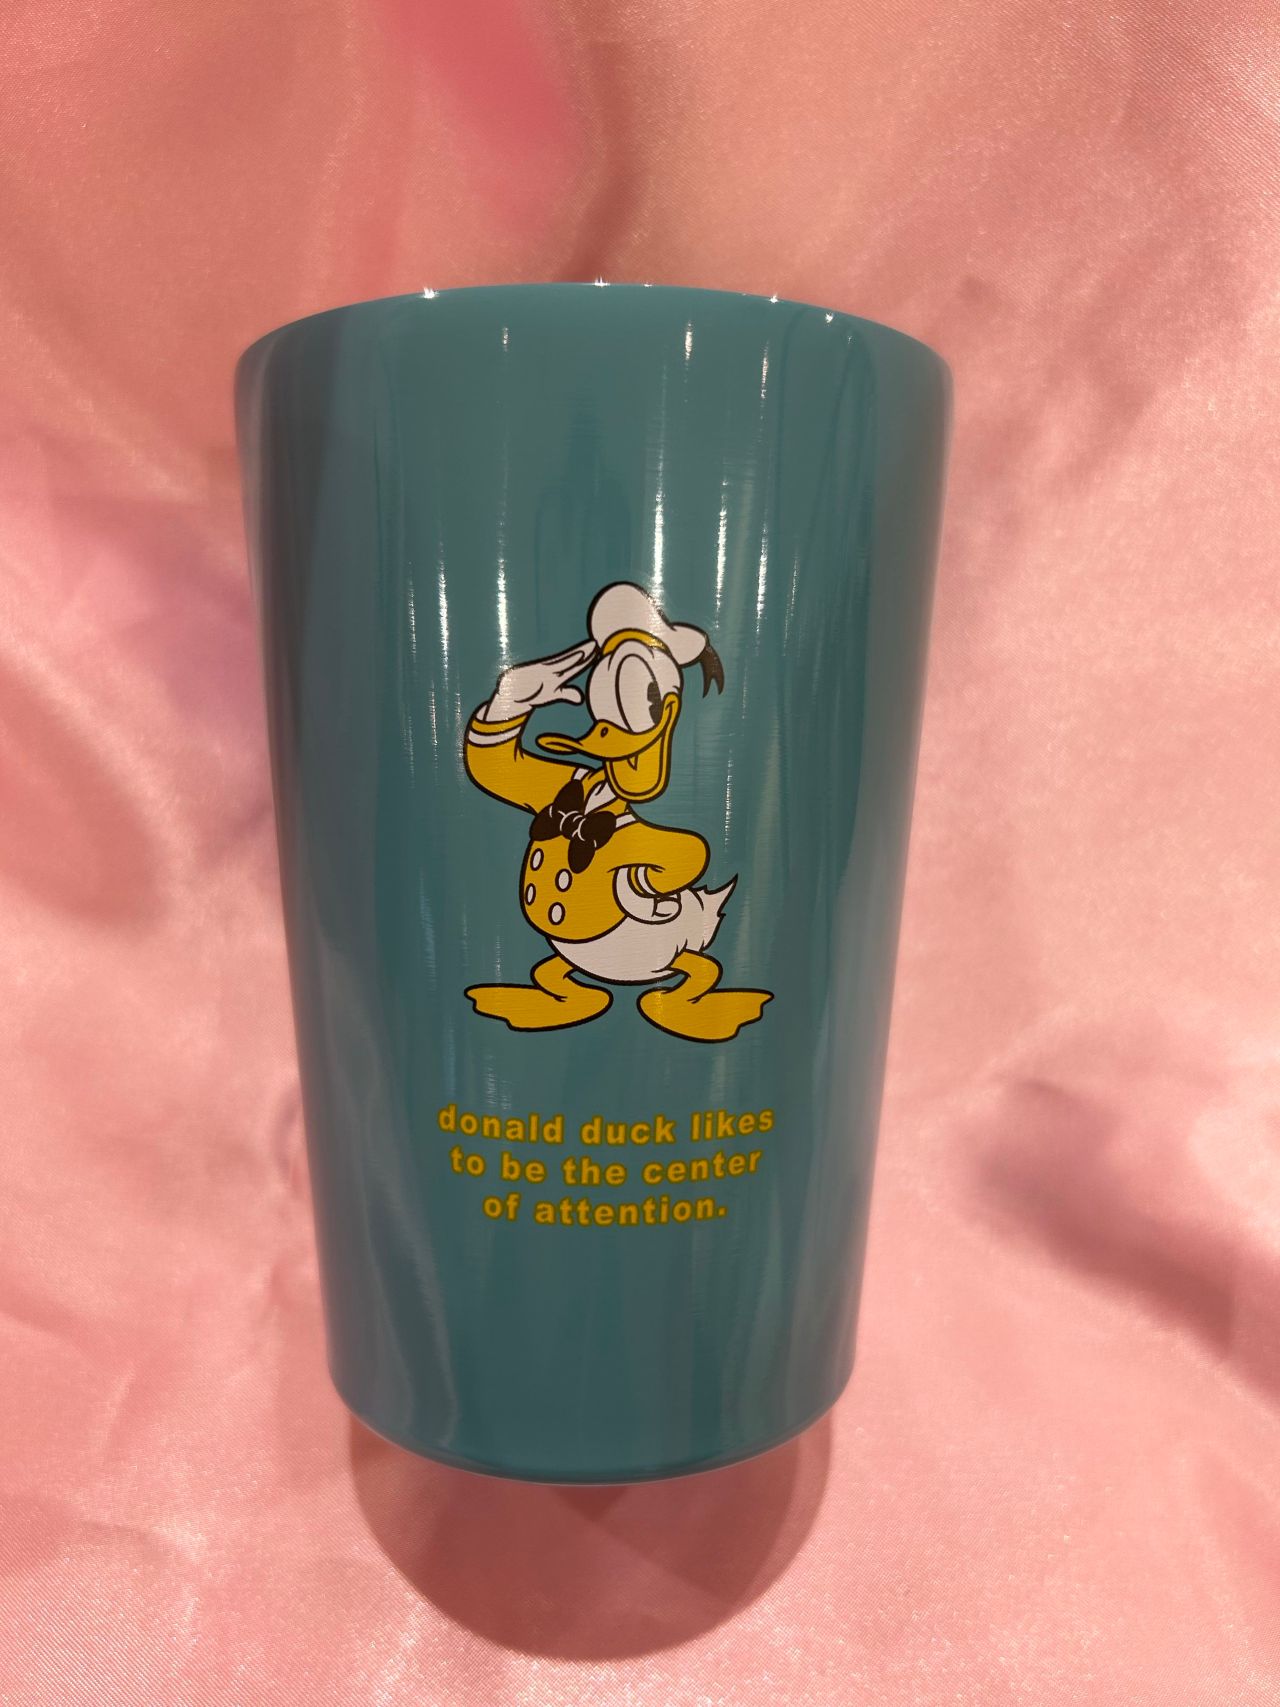 donald duck likes
to be the center
of attention.